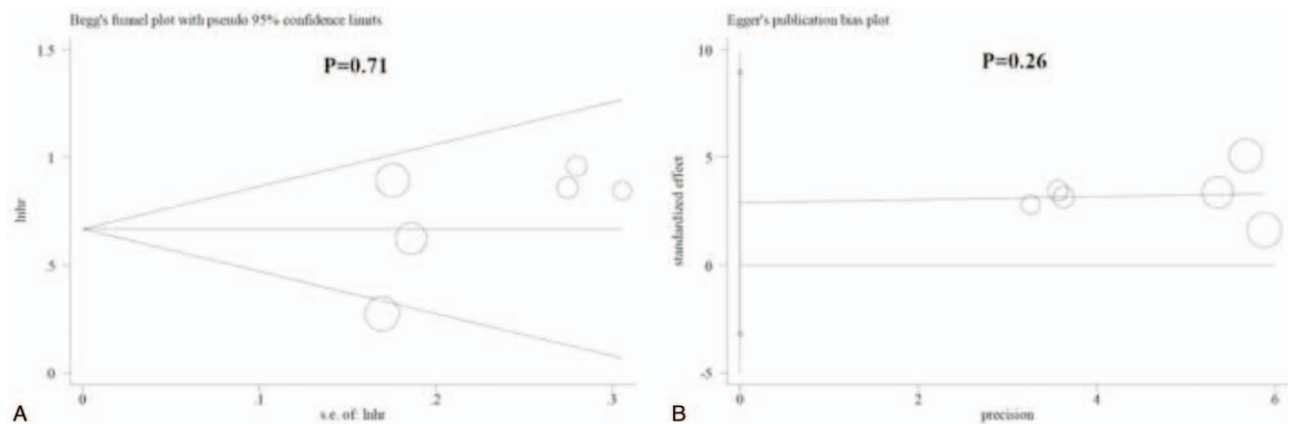 Begg's funnel plot with pseudo 95% confidence limits
P=0.71
1.5
1
.5
0
lnhr
0
.1
.2
.3
s.e. of: lnhr
A
Egger's publication bias plot
P=0.26
10
5
0
-5
standardized effect
0
2
4
6
precision
B